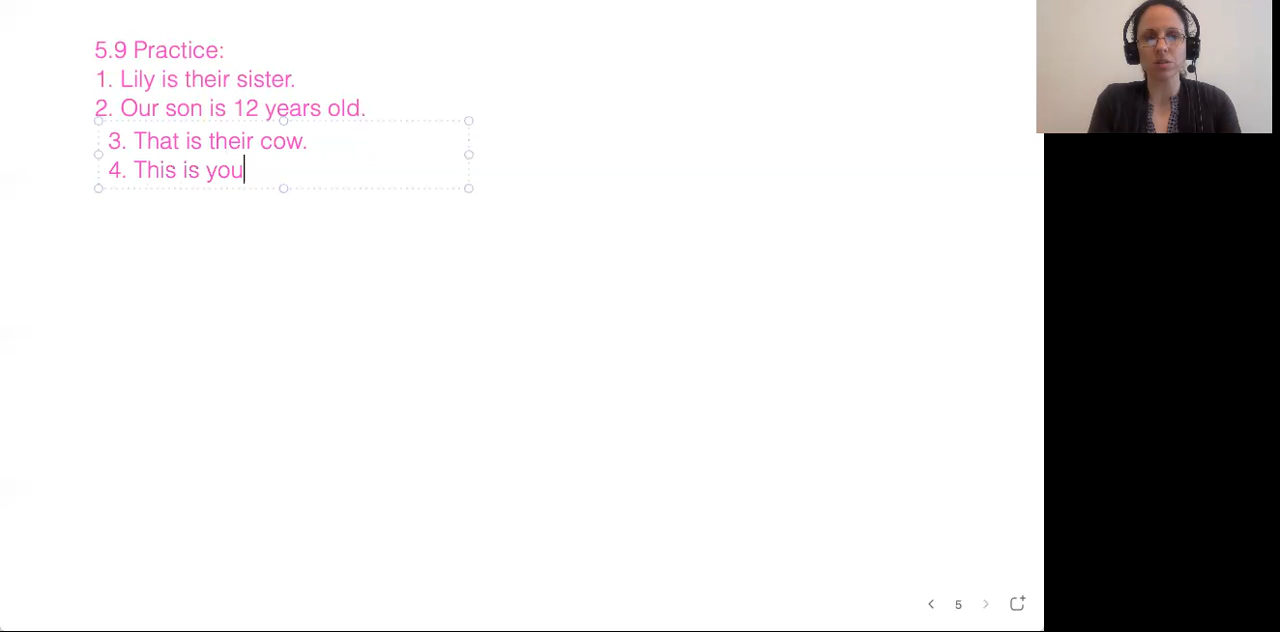 5.9 Practice:
1. Lily is their sister.
2. Our son is 12 years old.
3. That is their cow.
4. This is you
5